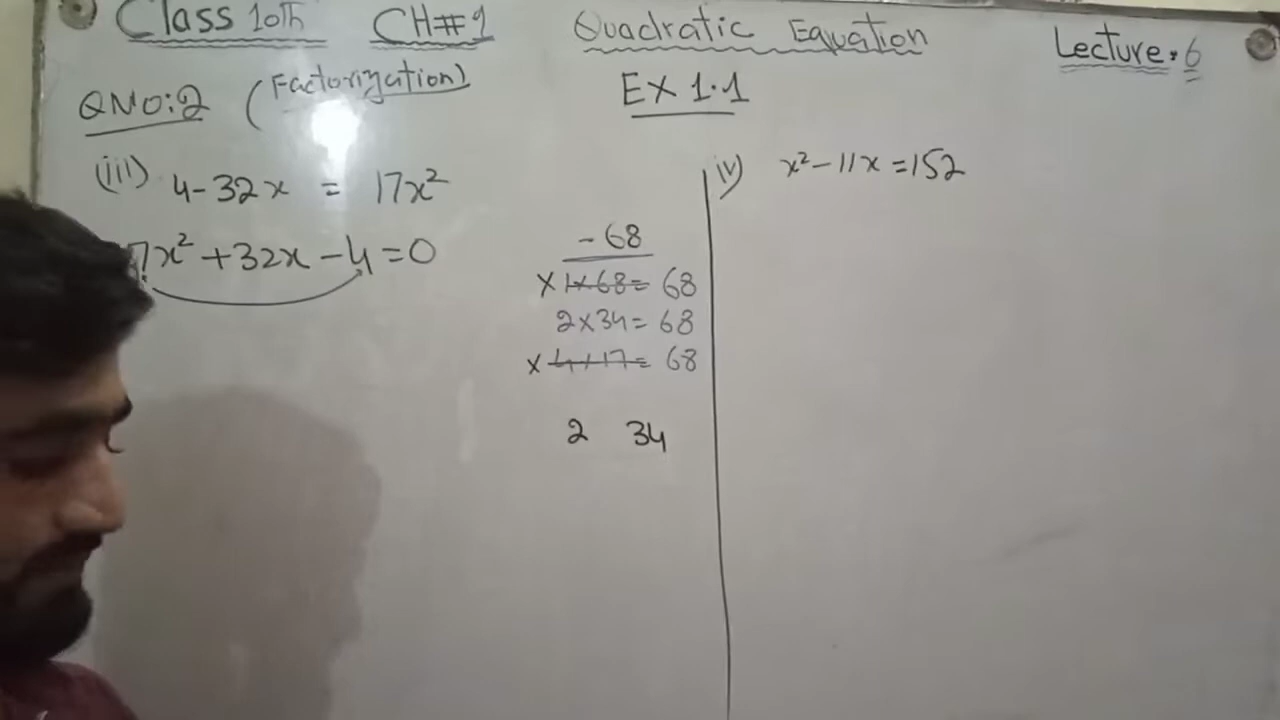 Class 10th CH#1 Quadratic Equation Lecture.6
QNO:2 (Factorization) EX 1.1
(iii) 4-32x = 17x²
7x² +32x -4 =0
-68
× 1×68= 68
2×34= 68
× 4×17= 68
2 34
iv) x² - 11x = 152